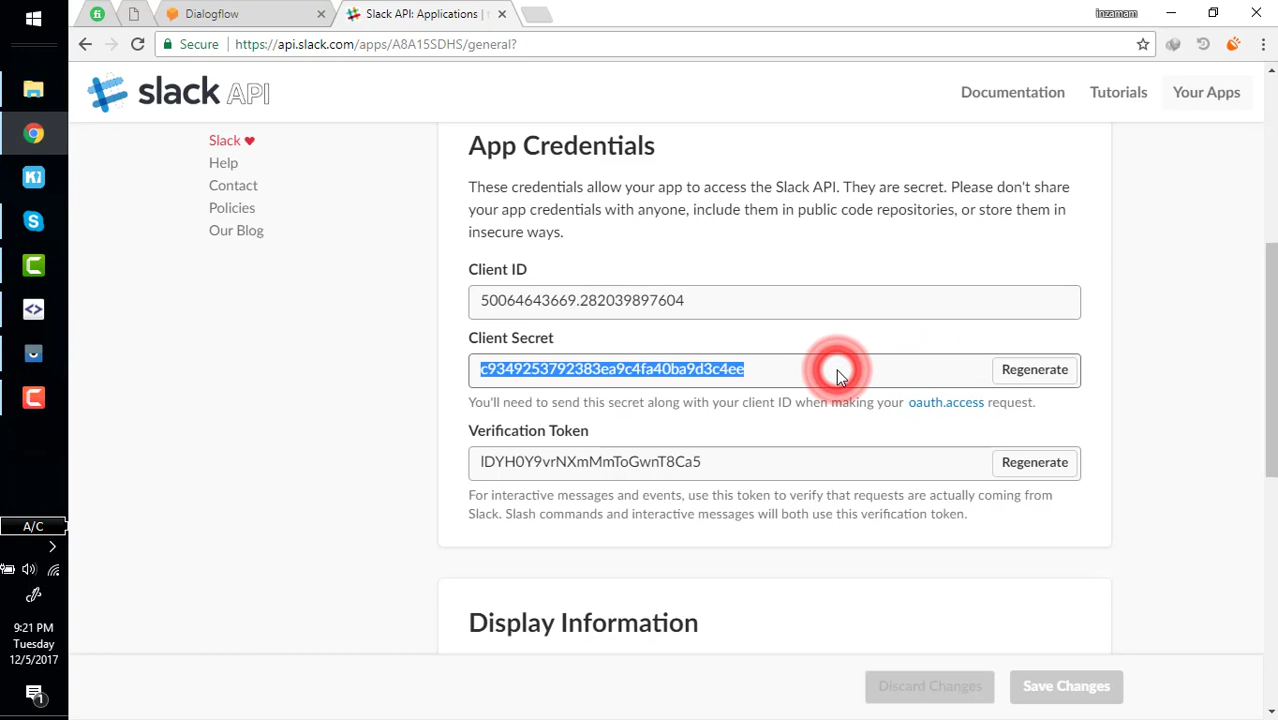 Dialogflow
Slack API: Applications |
inzamam
Secure https://api.slack.com/apps/A8A15SDHS/general?
slack API
Documentation Tutorials Your Apps
Slack
Help
Contact
Policies
Our Blog
App Credentials
These credentials allow your app to access the Slack API. They are secret. Please don't share
your app credentials with anyone, include them in public code repositories, or store them in
insecure ways.
Client ID
50064643669.282039897604
Client Secret
c9349253792383ea9c4fa40ba9d3c4ee
Regenerate
You'll need to send this secret along with your client ID when making your oauth.access request.
Verification Token
lDYH0Y9vrNXmMmToGwnT8Ca5
Regenerate
For interactive messages and events, use this token to verify that requests are actually coming from
Slack. Slash commands and interactive messages will both use this verification token.
Display Information
Discard Changes Save Changes
A/C
9:21 PM
Tuesday
12/5/2017
1